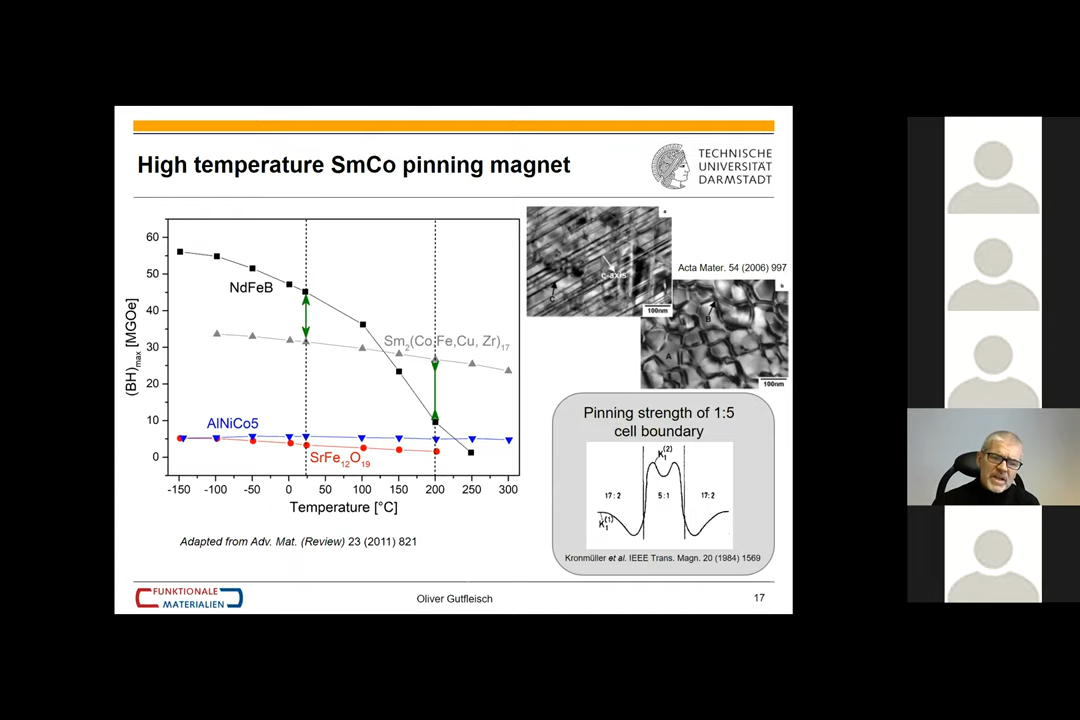 High temperature SmCo pinning magnet
TECHNISCHE
UNIVERSITÄT
DARMSTADT
(BH)max [MGOe]
60
50
40
30
20
10
0
NdFeB
Sm2(Co,Fe,Cu, Zr)17
AlNiCo5
SrFe12O19
-150 -100 -50 0 50 100 150 200 250 300
Temperature [°C]
Adapted from Adv. Mat. (Review) 23 (2011) 821
a
C-axis
C
100nm
Acta Mater. 54 (2006) 997
b
B
A
100nm
Pinning strength of 1:5
cell boundary
K1(2)
17:2 5:1 17:2
K1(1)
Kronmüller et al. IEEE Trans. Magn. 20 (1984) 1569
FUNKTIONALE
MATERIALIEN
Oliver Gutfleisch
17